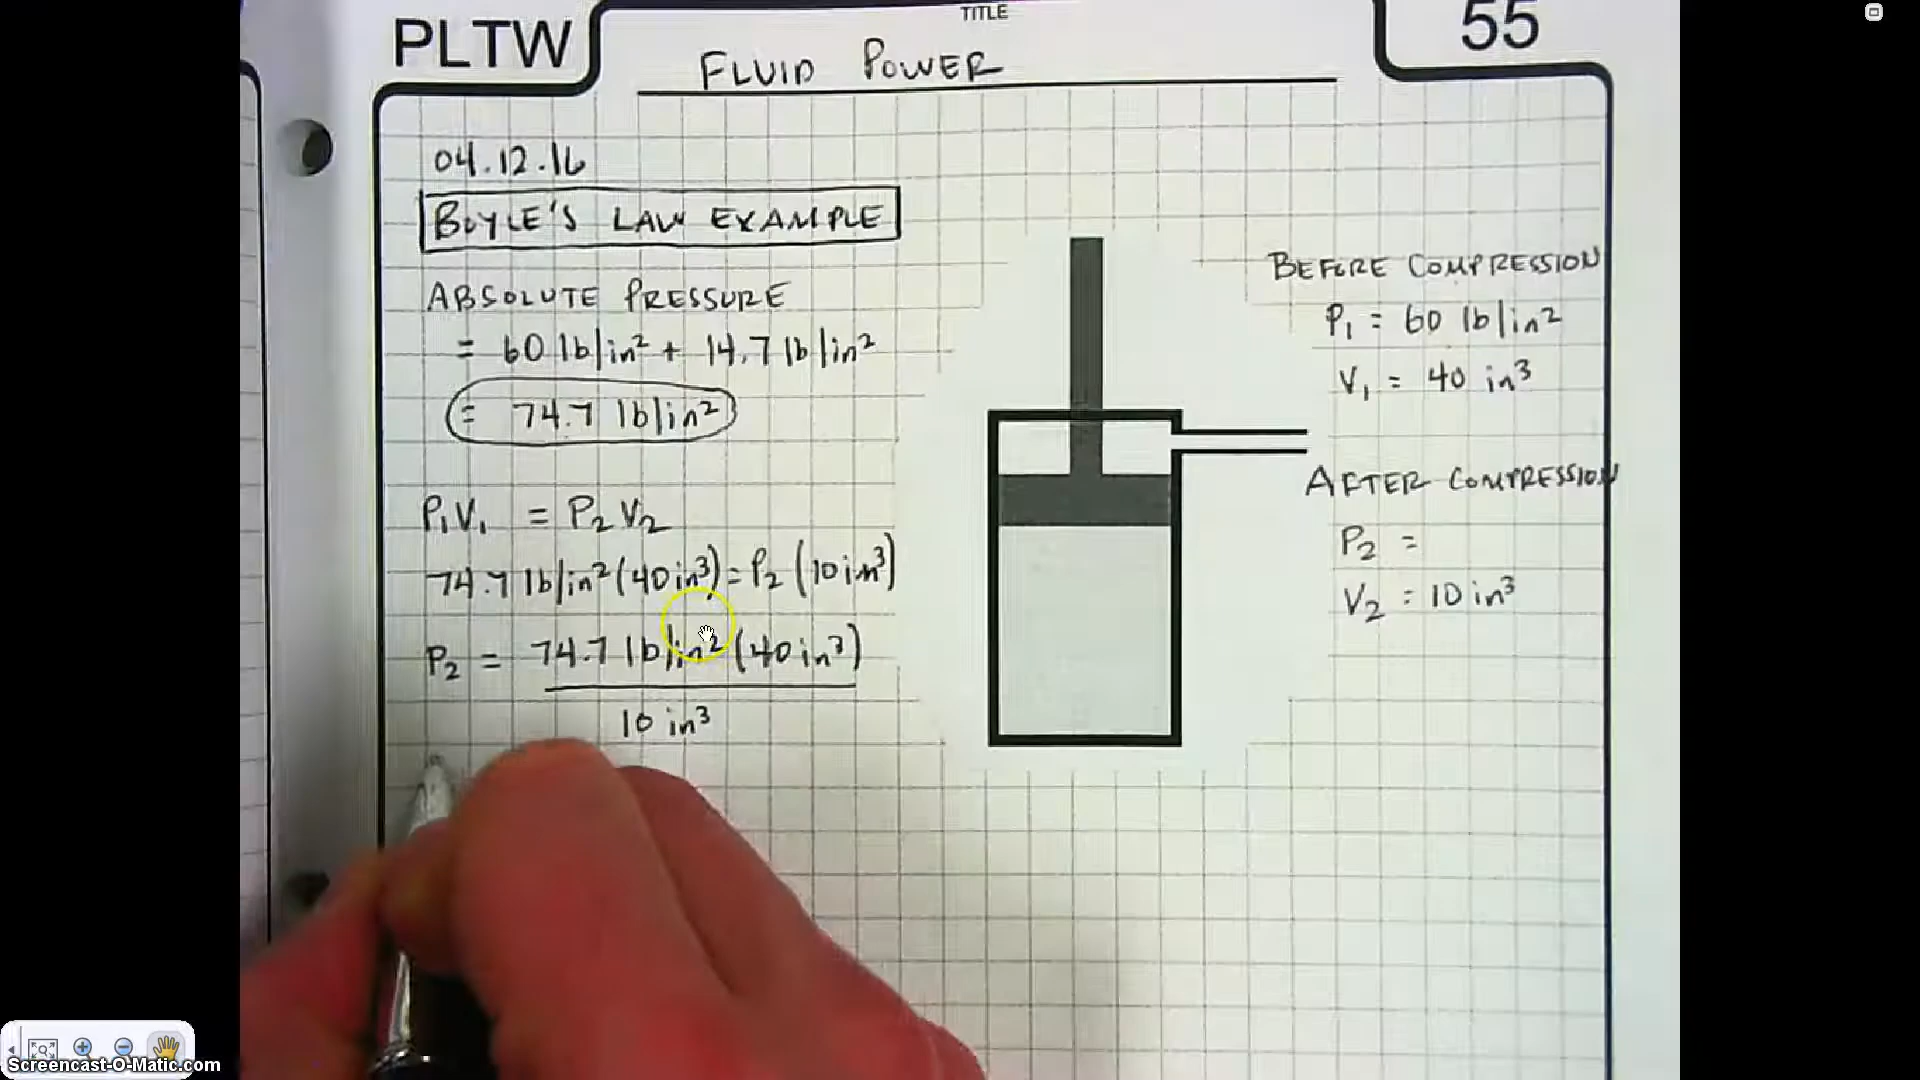 PLTW
TITLE
55
FLUID POWER
04.12.16
BOYLE'S LAW EXAMPLE
ABSOLUTE PRESSURE
= 60 lb/in² + 14.7 lb/in²
= 74.7 lb/in²
P₁V₁ = P₂V₂
74.7 lb/in² (40 in³) = P₂ (10 in³)
P₂ = 74.7 lb/in² (40 in³)
10 in³
BEFORE COMPRESSION
P₁ = 60 lb/in²
V₁ = 40 in³
AFTER COMPRESSION
P₂ =
V₂ = 10 in³
Screencast-O-Matic.com